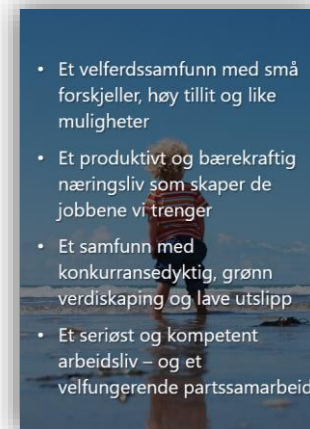 • Et velferdssamfunn med små
forskjeller, høy tillit og like
muligheter
• Et produktivt og bærekraftig
næringsliv som skaper de
jobbene vi trenger
• Et samfunn med
konkurransedyktig, grønn
verdiskaping og lave utslipp
• Et seriøst og kompetent
arbeidsliv – og et
velfungerende partssamarbeid